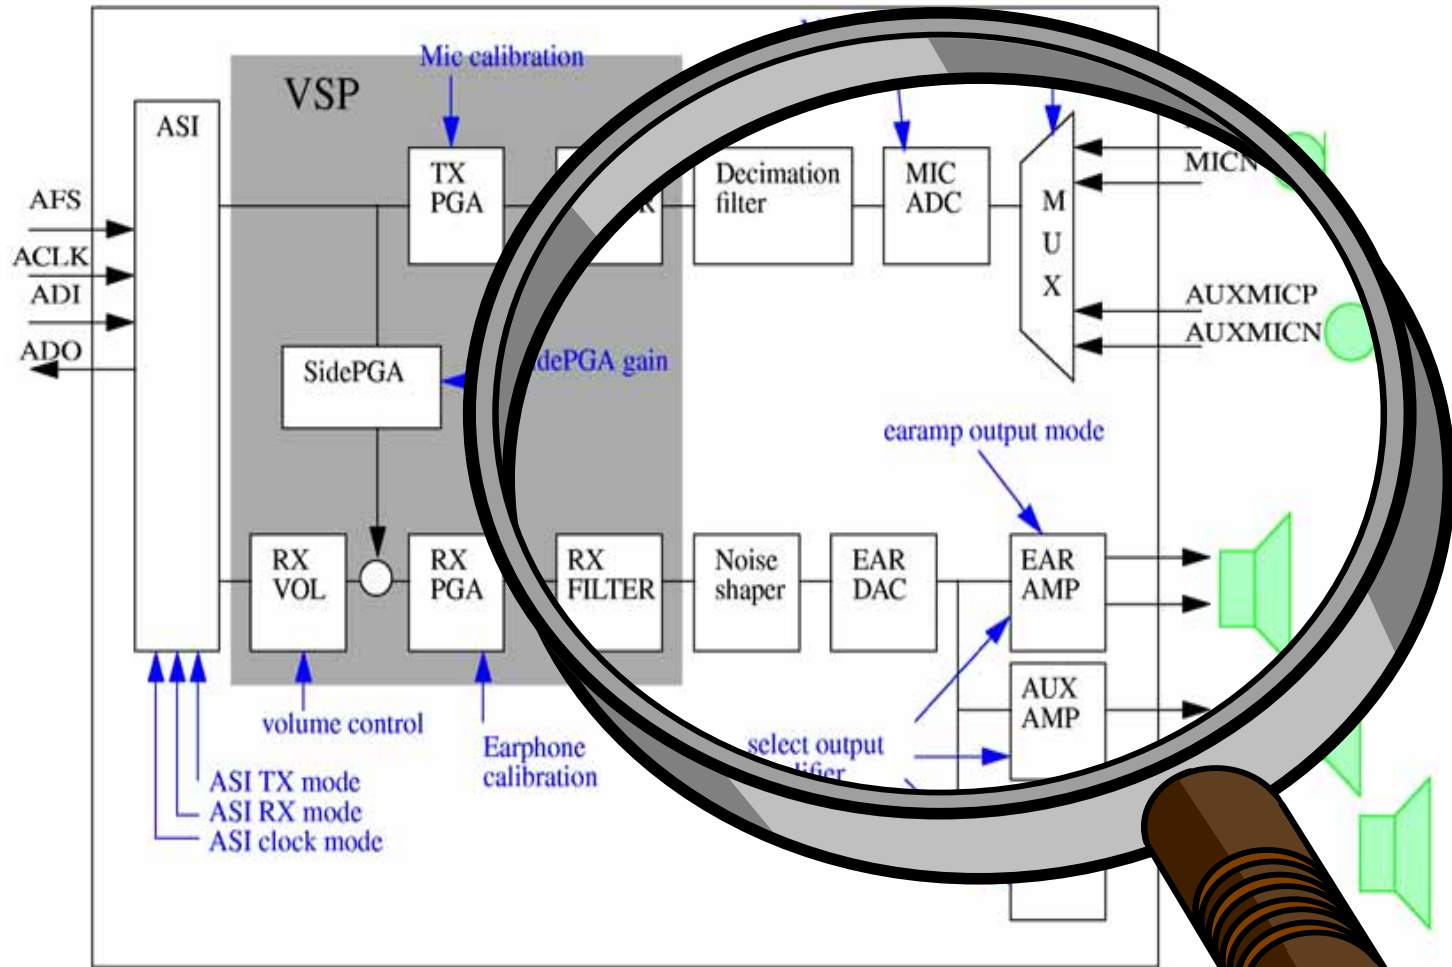 Mic calibration
VSP
ASI
TX
PGA
Decimation
filter
MIC
ADC
M
U
X
MICN
AFS
ACLK
ADI
ADO
AUXMICP
AUXMICN
SidePGA
gain
earamp output mode
RX
VOL
RX
PGA
RX
FILTER
Noise
shaper
EAR
DAC
EAR
AMP
AUX
AMP
volume control
Earphone
calibration
select output
ASI TX mode
ASI RX mode
ASI clock mode